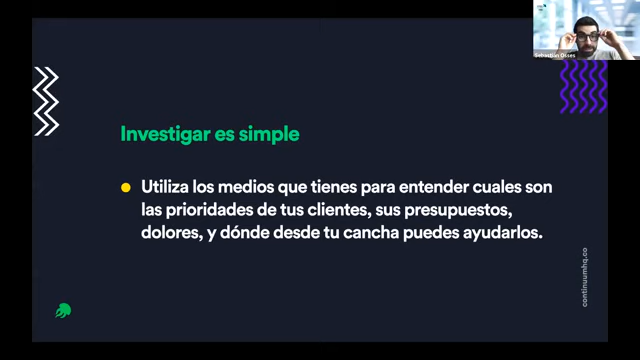 Sebastián Osses
Investigar es simple
Utiliza los medios que tienes para entender cuales son
las prioridades de tus clientes, sus presupuestos,
dolores, y dónde desde tu cancha puedes ayudarlos.
continuumhq.co